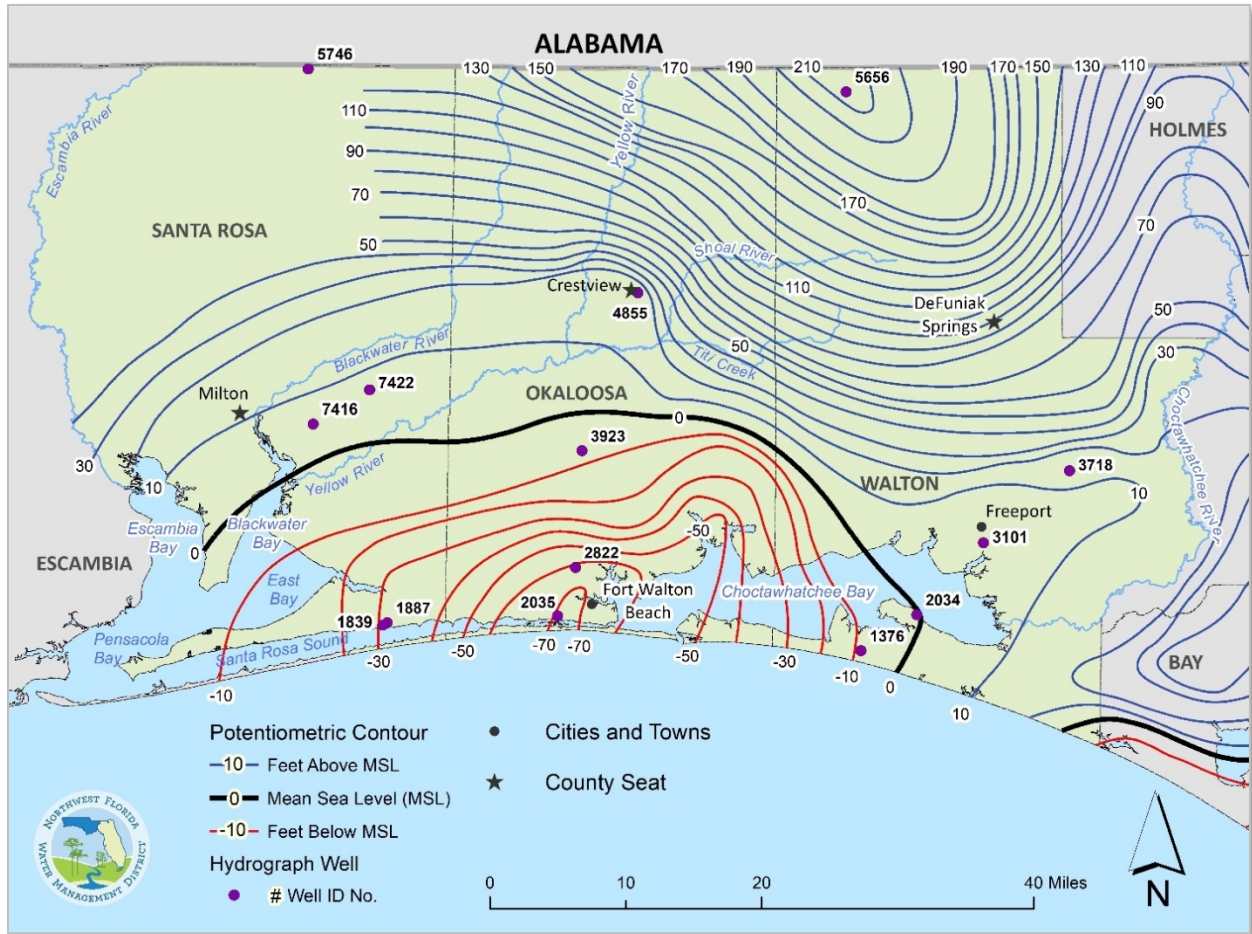 ALABAMA
5746
130
150
170
190
210
190
170
150
130
110
5656
90
HOLMES
Escambia River
Yellow River
110
90
70
50
SANTA ROSA
170
70
Shoal River
Crestview
4855
110
DeFuniak
Springs
50
30
50
Titi Creek
Blackwater River
Milton
7422
7416
OKALOOSA
0
3923
Yellow River
WALTON
3718
10
Choctawhatchee River
30
10
Escambia
Bay
Blackwater
Bay
0
ESCAMBIA
East
Bay
-50
Freeport
3101
2822
Fort Walton
Beach
Choctawhatchee Bay
2034
1887
1839
2035
1376
Pensacola
Bay
Santa Rosa Sound
BAY
-10
-30
-50
-70
-70
-50
-30
-10
0
10
Potentiometric Contour
10 Feet Above MSL
0 Mean Sea Level (MSL)
-10 Feet Below MSL
Hydrograph Well
# Well ID No.
Cities and Towns
County Seat
NORTHWEST FLORIDA
WATER MANAGEMENT DISTRICT
0
10
20
40 Miles
N